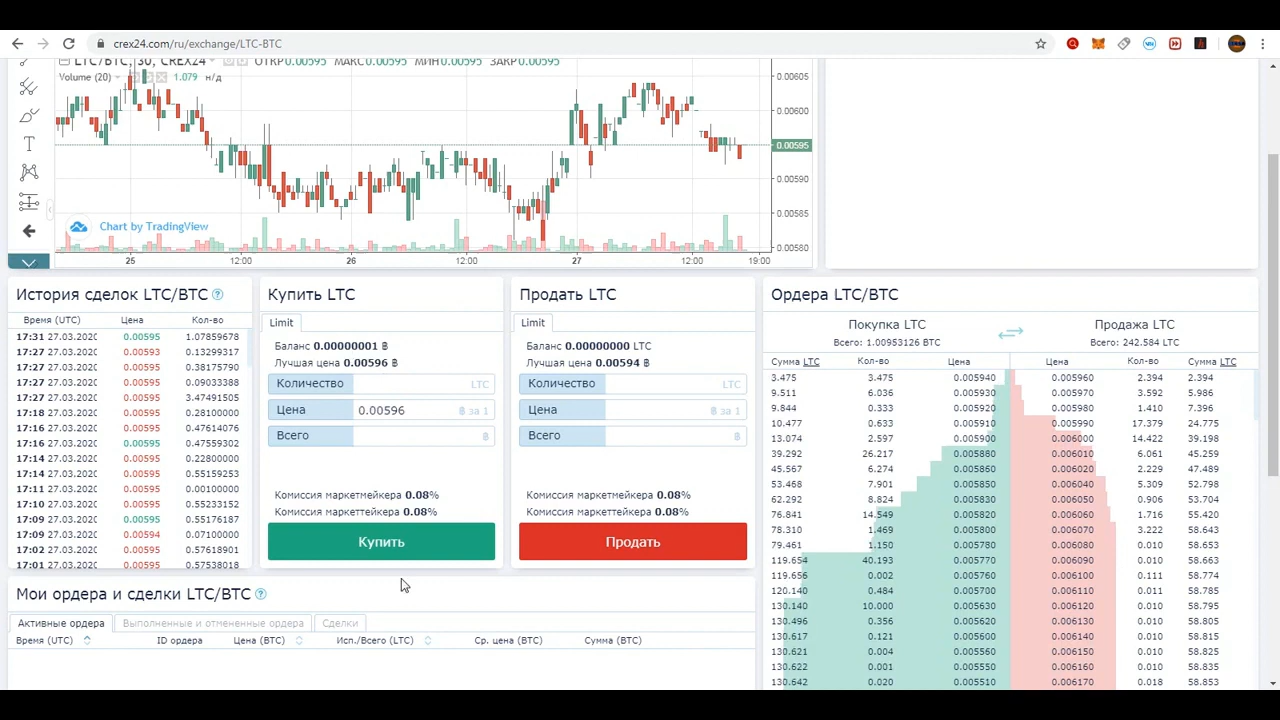 crex24.com/ru/exchange/LTC-BTC
LTC/BTC, 30, CREX24 ОТКР0.00595 МАКС0.00595 МИН0.00595 ЗАКР0.00595
Volume (20) 1.079 н/д
0.00605
0.00600
0.00595
0.00590
0.00585
0.00580
Chart by TradingView
25 12:00 26 12:00 27 12:00 19:00
История сделок LTC/BTC ?
Время (UTC) Цена Кол-во
17:31 27.03.2020 0.00595 1.07859678
17:27 27.03.2020 0.00593 0.13299317
17:27 27.03.2020 0.00595 0.38175790
17:27 27.03.2020 0.00595 0.09033388
17:27 27.03.2020 0.00595 3.47491505
17:18 27.03.2020 0.00595 0.28100000
17:16 27.03.2020 0.00595 0.47614076
17:16 27.03.2020 0.00595 0.47559302
17:14 27.03.2020 0.00595 0.22800000
17:14 27.03.2020 0.00595 0.55159253
17:11 27.03.2020 0.00595 0.00100000
17:10 27.03.2020 0.00595 0.55233152
17:09 27.03.2020 0.00595 0.55176187
17:09 27.03.2020 0.00594 0.07100000
17:02 27.03.2020 0.00595 0.57618901
17:01 27.03.2020 0.00595 0.57538018
Купить LTC
Limit
Баланс 0.00000001 ฿
Лучшая цена 0.00596 ฿
Количество LTC
Цена 0.00596 ฿ за 1
Всего ฿
Комиссия маркетмейкера 0.08%
Комиссия маркеттейкера 0.08%
Купить
Продать LTC
Limit
Баланс 0.00000000 LTC
Лучшая цена 0.00594 ฿
Количество LTC
Цена ฿ за 1
Всего ฿
Комиссия маркетмейкера 0.08%
Комиссия маркеттейкера 0.08%
Продать
Ордера LTC/BTC
Покупка LTC Продажа LTC
Всего: 1.00953126 BTC Всего: 242.584 LTC
Сумма LTC Кол-во Цена Цена Кол-во Сумма LTC
3.475 3.475 0.005940 0.005960 2.394 2.394
9.511 6.036 0.005930 0.005970 3.592 5.986
9.844 0.333 0.005920 0.005980 1.410 7.396
10.477 0.633 0.005910 0.005990 17.379 24.775
13.074 2.597 0.005900 0.006000 14.422 39.198
39.292 26.217 0.005880 0.006010 6.061 45.259
45.567 6.274 0.005860 0.006020 2.229 47.489
53.468 7.901 0.005850 0.006040 5.309 52.798
62.292 8.824 0.005830 0.006050 0.906 53.704
76.841 14.549 0.005820 0.006060 1.716 55.420
78.310 1.469 0.005800 0.006070 3.222 58.643
79.461 1.150 0.005780 0.006080 0.010 58.653
119.654 40.193 0.005770 0.006090 0.010 58.663
119.656 0.002 0.005760 0.006100 0.111 58.774
120.140 0.484 0.005700 0.006110 0.011 58.785
130.140 10.000 0.005630 0.006120 0.010 58.795
130.496 0.356 0.005620 0.006130 0.010 58.805
130.617 0.121 0.005600 0.006140 0.010 58.815
130.621 0.004 0.005560 0.006150 0.010 58.825
130.622 0.001 0.005550 0.006160 0.010 58.835
130.642 0.020 0.005510 0.006170 0.018 58.853
Мои ордера и сделки LTC/BTC ?
Активные ордера Выполненные и отмененные ордера Сделки
Время (UTC) ID ордера Цена (BTC) Исп./Всего (LTC) Ср. цена (BTC) Сумма (BTC)